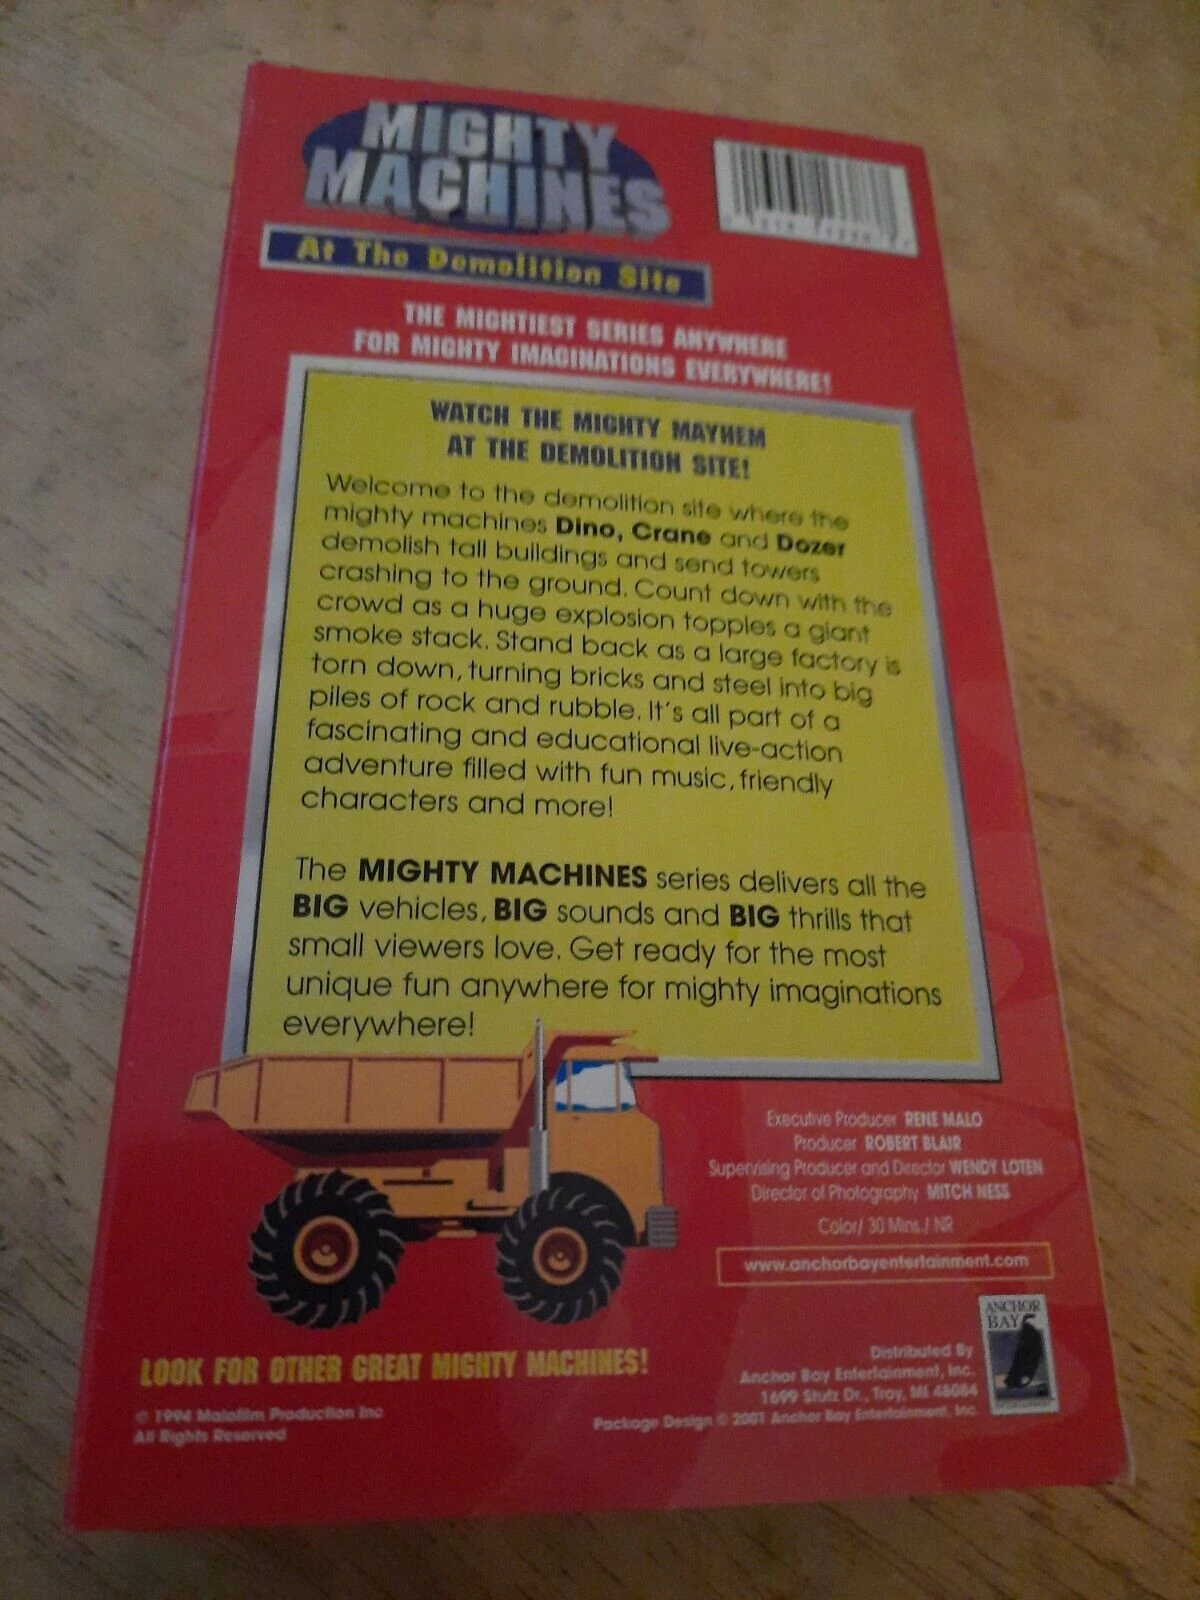 MIGHTY
MACHINES
At The Demolition Site
THE MIGHTIEST SERIES ANYWHERE
FOR MIGHTY IMAGINATIONS EVERYWHERE!
WATCH THE MIGHTY MAYHEM
AT THE DEMOLITION SITE!
Welcome to the demolition site where the
mighty machines Dino, Crane and Dozer
demolish tall buildings and send towers
crashing to the ground. Count down with the
crowd as a huge explosion topples a giant
smoke stack. Stand back as a large factory is
torn down, turning bricks and steel into big
piles of rock and rubble. It's all part of a
fascinating and educational live-action
adventure filled with fun music, friendly
characters and more!
The MIGHTY MACHINES series delivers all the
BIG vehicles, BIG sounds and BIG thrills that
small viewers love. Get ready for the most
unique fun anywhere for mighty imaginations
everywhere!
Executive Producer RENE MALO
Producer ROBERT BLAIR
Supervising Producer and Director WENDY LOTEN
Director of Photography MITCH NESS
Color/ 30 Mins./ NR
www.anchorbayentertainment.com
ANCHOR
BAY
LOOK FOR OTHER GREAT MIGHTY MACHINES!
© 1994 Malofilm Production Inc
All Rights Reserved
Distributed By
Anchor Bay Entertainment, Inc.
1699 Stutz Dr., Troy, MI 48084
Package Design © 2001 Anchor Bay Entertainment, Inc.